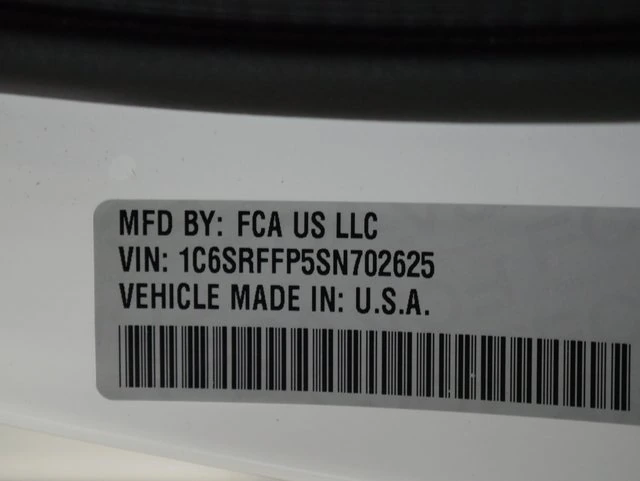 MFD BY: FCA US LLC
VIN: 1C6SRFFP5SN702625
VEHICLE MADE IN: U.S.A.